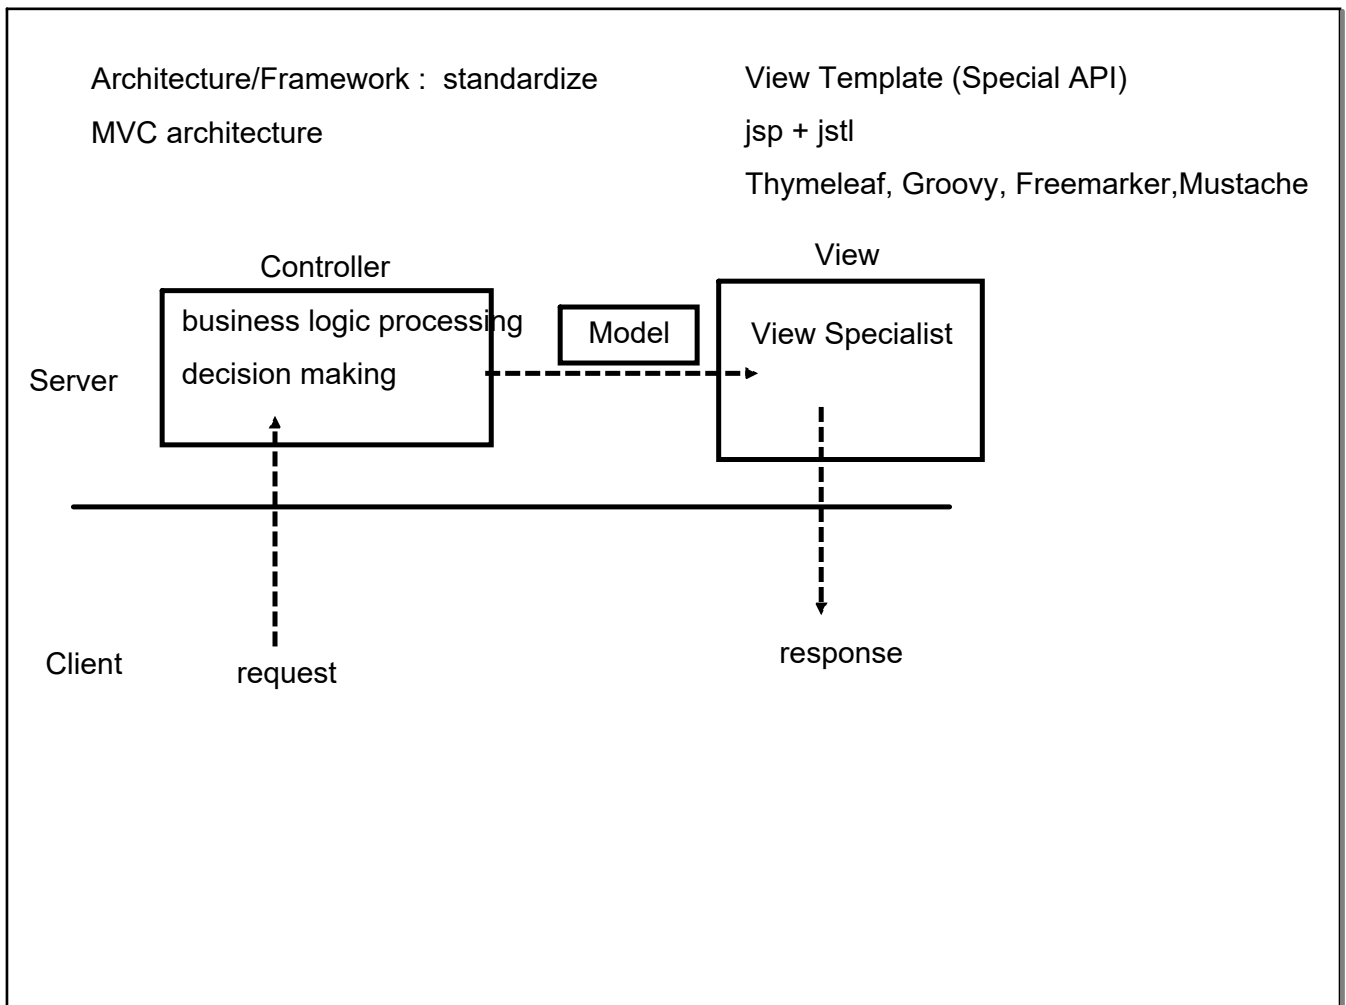 Architecture/Framework :  standardize
MVC architecture
View Template (Special API)
jsp + jstl
Thymeleaf, Groovy, Freemarker,Mustache
Controller
business logic processing
decision making
Model
View
View Specialist
Server
Client
request
response